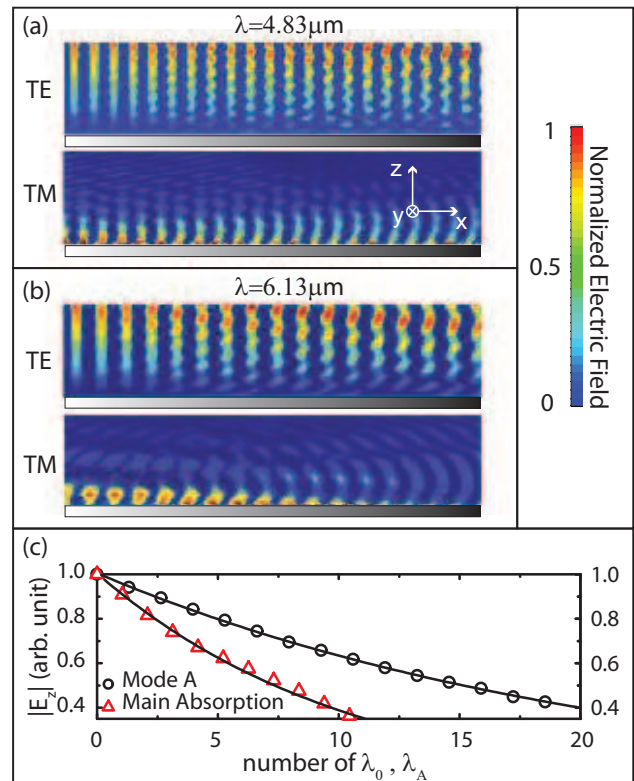 (a)
λ=4.83μm
TE
TM
z
y
x
(b)
λ=6.13μm
TE
TM
1
0.5
0
Normalized Electric Field
(c)
|E_z| (arb. unit)
1.0
0.8
0.6
0.4
1.0
0.8
0.6
0.4
Mode A
Main Absorption
0 5 10 15 20
number of λ₀ , λ_A